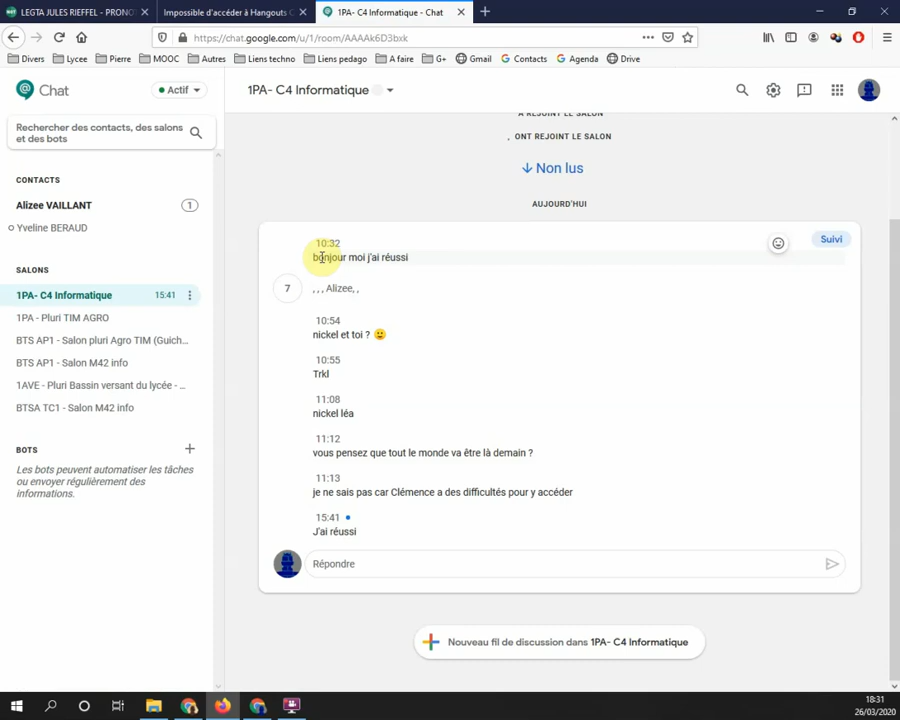 LEGTA JULES RIEFFEL - PRONO
Impossible d'accéder à Hangouts C
1PA- C4 Informatique - Chat
https://chat.google.com/u/1/room/AAAAk6D3bxk
Divers
Lycee
Pierre
MOOC
Autres
Liens techno
Liens pedago
A faire
G+
Gmail
Contacts
Agenda
Drive
Chat
Actif
1PA- C4 Informatique
Rechercher des contacts, des salons
et des bots
CONTACTS
Alizee VAILLANT
1
Yveline BERAUD
SALONS
1PA- C4 Informatique
15:41
1PA - Pluri TIM AGRO
BTS AP1 - Salon pluri Agro TIM (Guich...
BTS AP1 - Salon M42 info
1AVE - Pluri Bassin versant du lycée - ...
BTSA TC1 - Salon M42 info
BOTS
Les bots peuvent automatiser les tâches
ou envoyer régulièrement des
informations.
A REJOINT LE SALON
, ONT REJOINT LE SALON
Non lus
AUJOURD'HUI
10:32
Suivi
bonjour moi j'ai réussi
7
, , , Alizee, ,
10:54
nickel et toi ? 🙂
10:55
Trkl
11:08
nickel léa
11:12
vous pensez que tout le monde va être là demain ?
11:13
je ne sais pas car Clémence a des difficultés pour y accéder
15:41
J'ai réussi
Répondre
Nouveau fil de discussion dans 1PA- C4 Informatique
18:31
26/03/2020